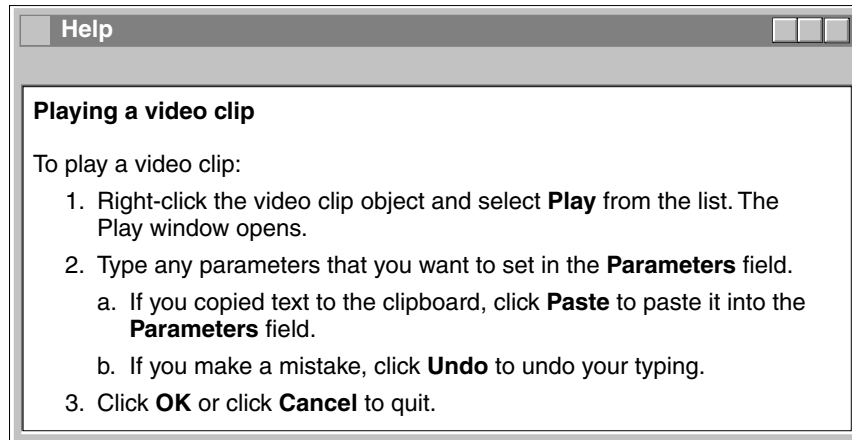 Help
Playing a video clip
To play a video clip:
1. Right-click the video clip object and select Play from the list. The
Play window opens.
2. Type any parameters that you want to set in the Parameters field.
a. If you copied text to the clipboard, click Paste to paste it into the
Parameters field.
b. If you make a mistake, click Undo to undo your typing.
3. Click OK or click Cancel to quit.